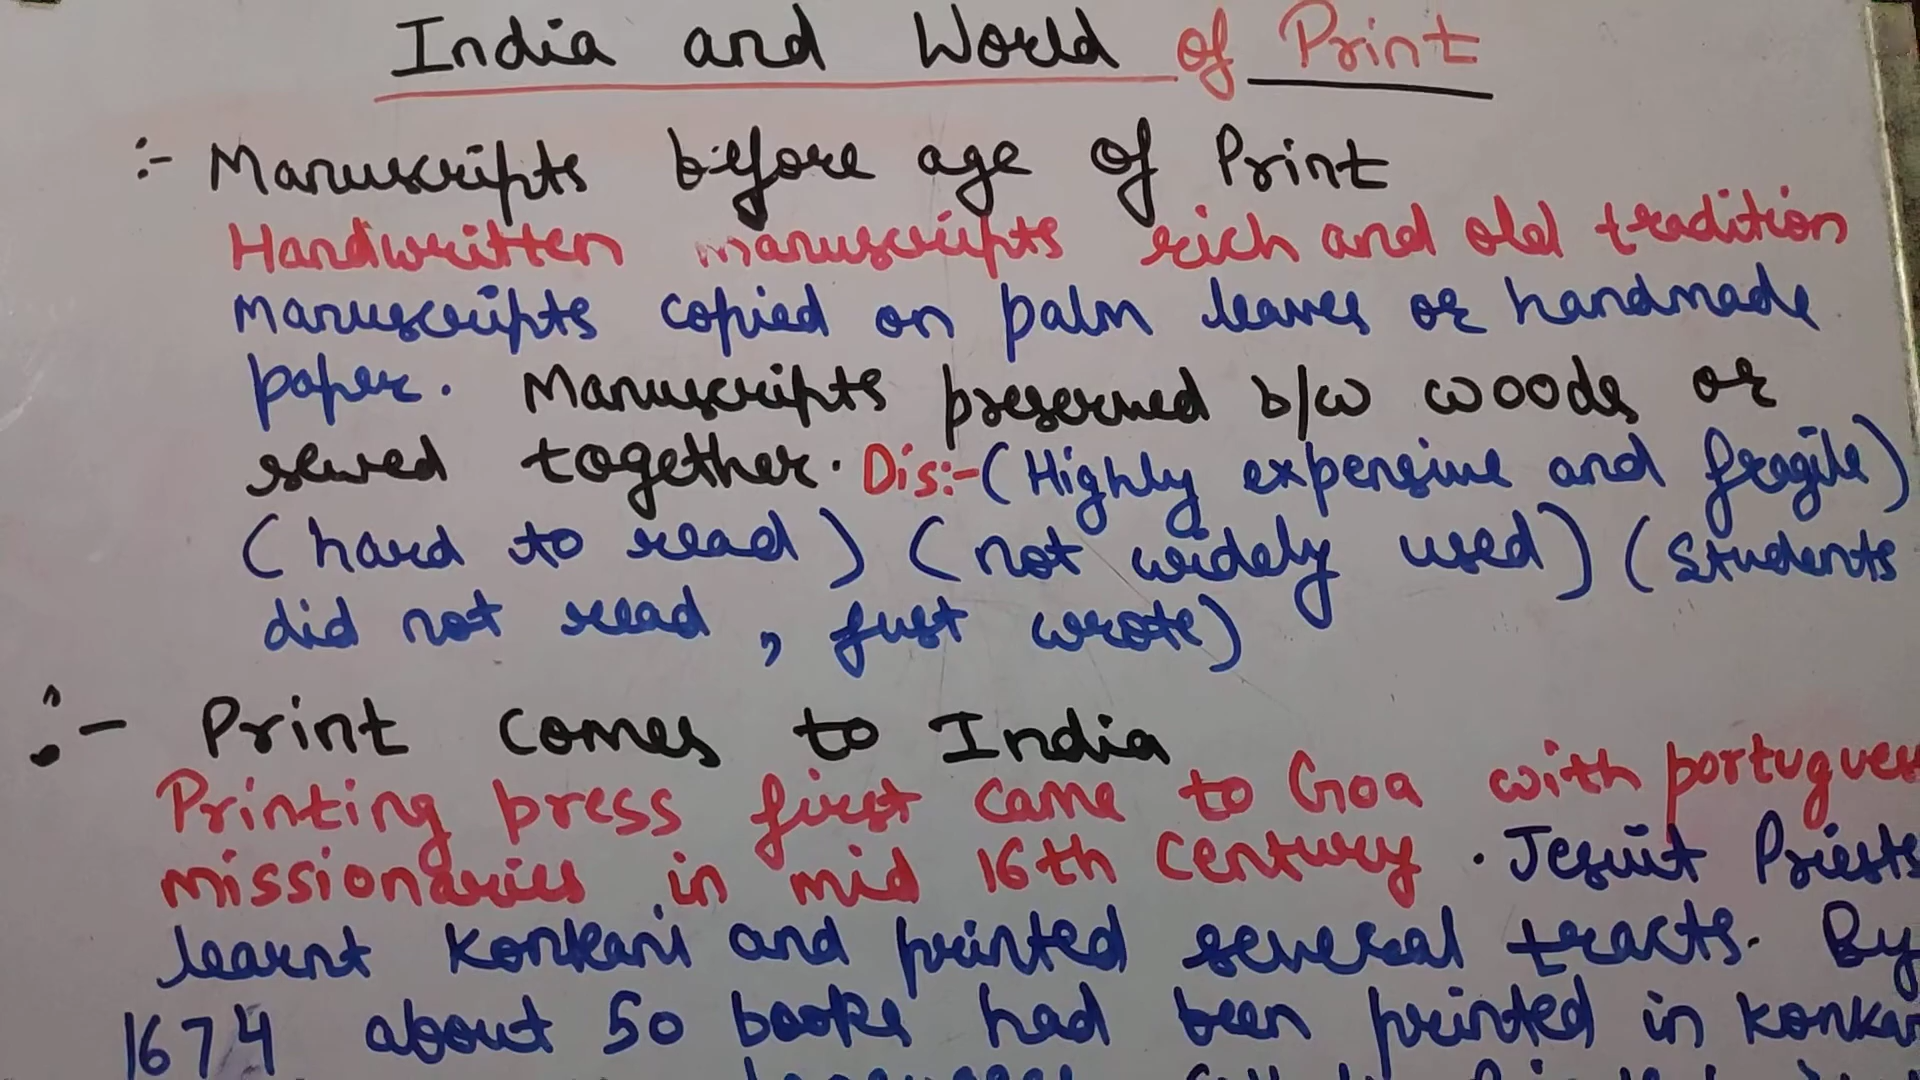 India and World of Print
:- Manuscripts before age of Print
Handwritten manuscripts rich and old tradition
Manuscripts copied on palm leaves or handmade
paper. Manuscripts preserved b/w woods or
sewed together. Dis:- (Highly expensive and fragile)
(hard to read) (not widely used) (Students
did not read, just wrote)
:- Print comes to India
Printing press first came to Goa with portugues
missionaries in mid 16th Century. Jesuit Priests
learnt Konkani and printed several tracts. By
1674 about 50 books had been printed in Konkan
languages